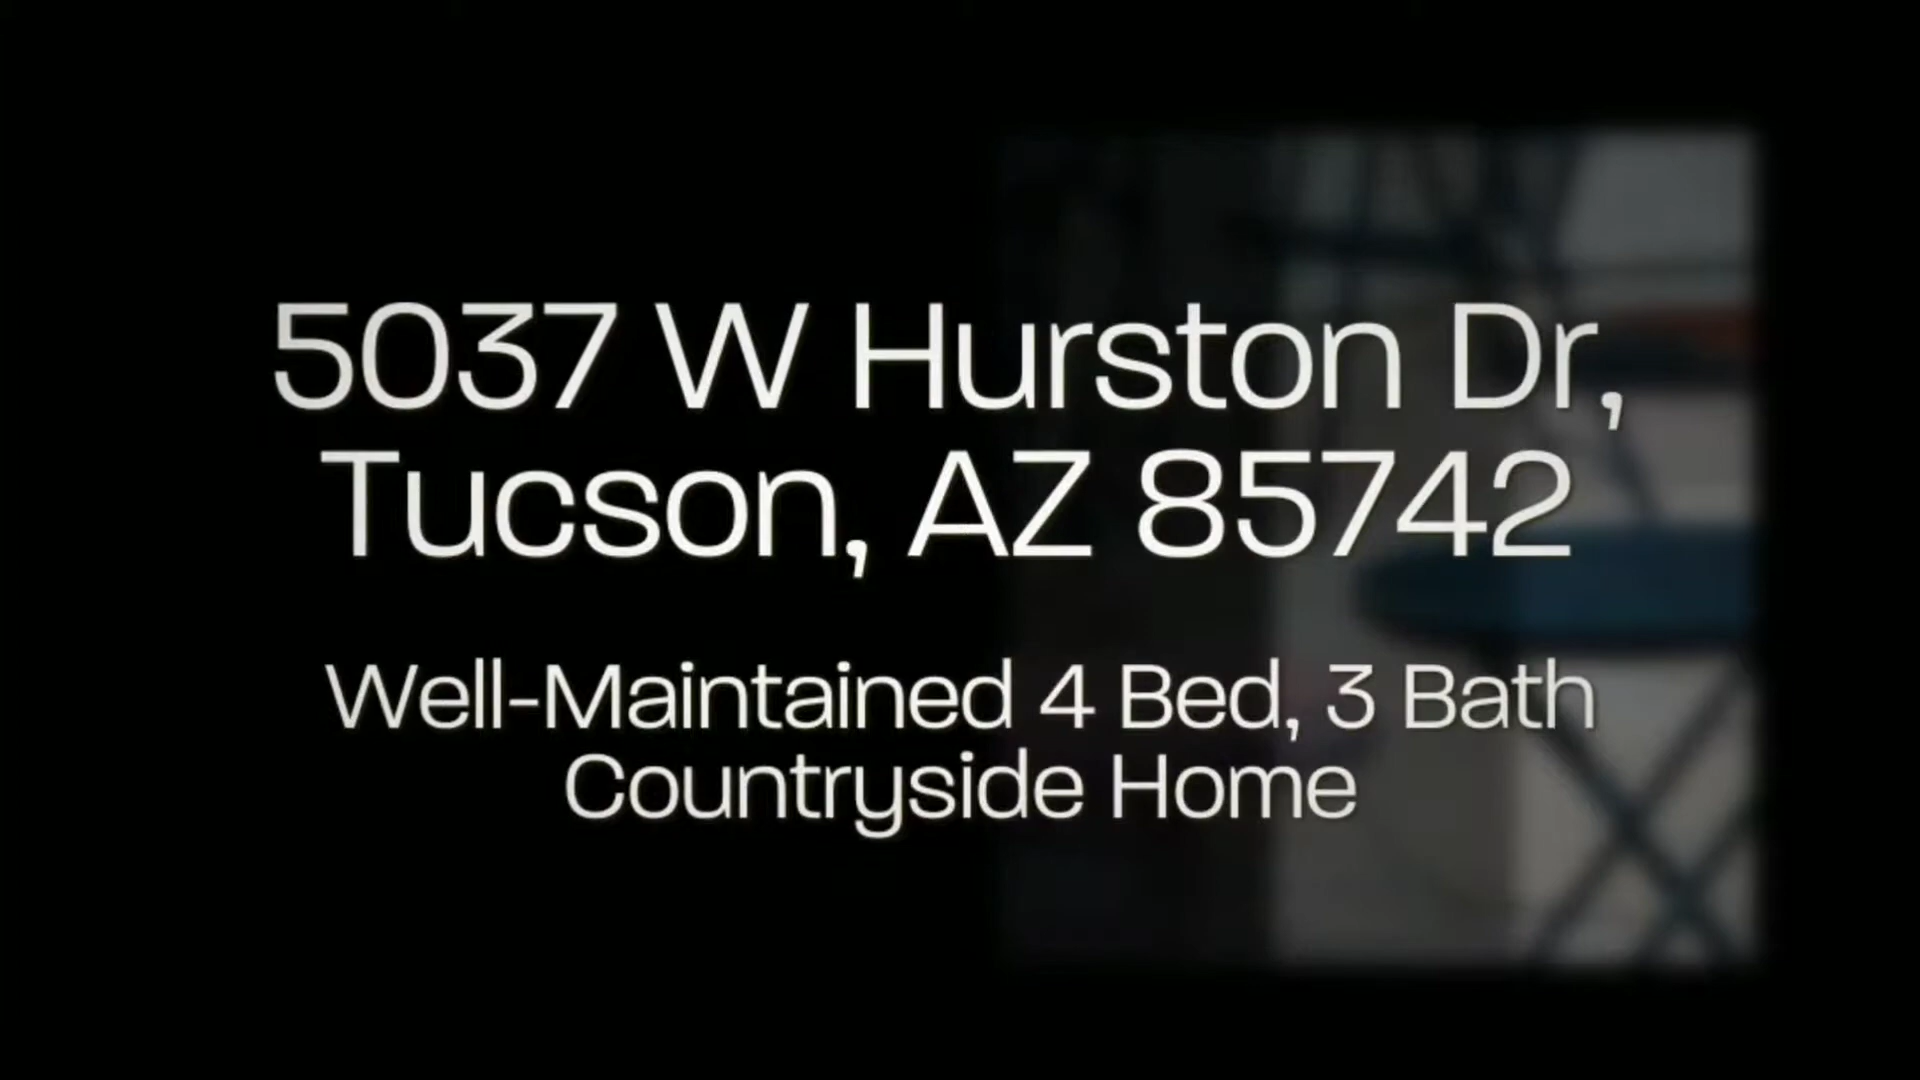 5037 W Hurston Dr,
Tucson, AZ 85742
Well-Maintained 4 Bed, 3 Bath
Countryside Home